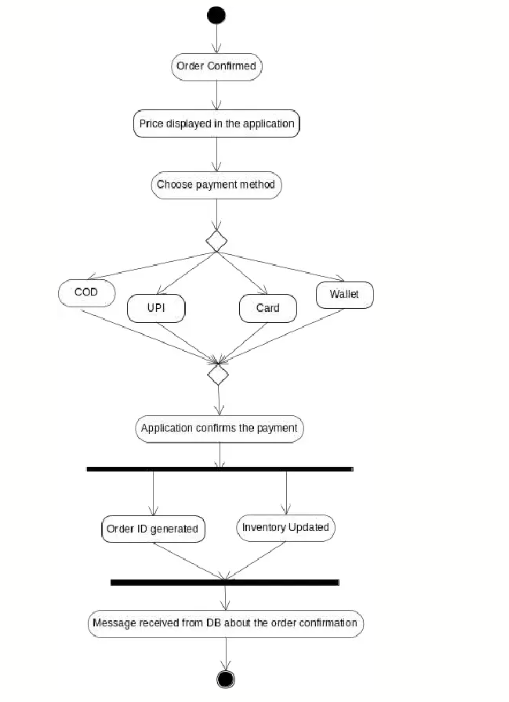 Order Confirmed
Price displayed in the application
Choose payment method
COD
UPI
Card
Wallet
Application confirms the payment
Order ID generated
Inventory Updated
Message received from DB about the order confirmation